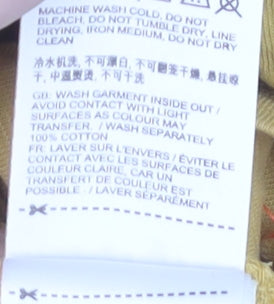 MACHINE WASH COLD, DO NOT
BLEACH, DO NOT TUMBLE DRY, LINE
DRYING, IRON MEDIUM, DO NOT DRY
CLEAN
冷水机洗, 不可漂白, 不可翻笼干燥, 悬挂晾
干, 中温熨烫, 不可干洗
GB: WASH GARMENT INSIDE OUT /
AVOID CONTACT WITH LIGHT
SURFACES AS COLOUR MAY
TRANSFER. / WASH SEPARATELY
100% COTTON
FR: LAVER SUR L'ENVERS / ÉVITER LE
CONTACT AVEC LES SURFACES DE
COULEUR CLAIRE, CAR UN
TRANSFERT DE COULEUR EST
POSSIBLE · / LAVER SÉPARÉMENT